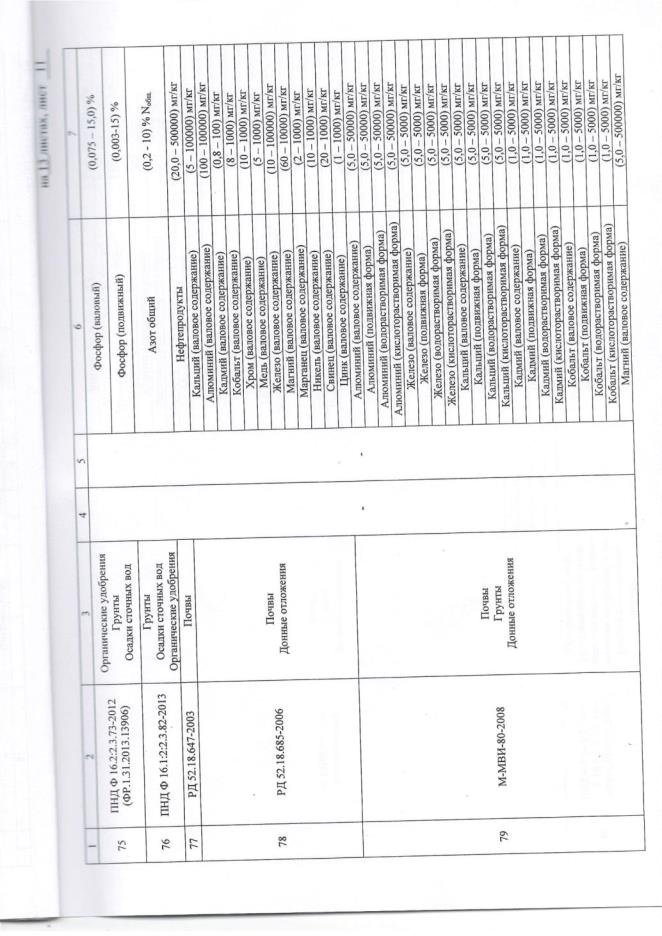 на 13 листах, лист 11
1 2 3 4 5 6 7
75
ПНД Ф 16.2:2:2.3.73-2012
(ФР.1.31.2013.13906)
Органические удобрения
Грунты
Осадки сточных вод
Фосфор (валовый) (0,075 – 15,0) %
Фосфор (подвижный) (0,003-15) %
76
ПНД Ф 16.1:2:2:2.3.82-2013
Грунты
Осадки сточных вод
Органические удобрения
Азот общий (0,2 - 10) % Nобщ.
77 РД 52.18.647-2003 Почвы Нефтепродукты (20,0 – 500000) мг/кг
78
РД 52.18.685-2006
Почвы
Донные отложения
-
Кальций (валовое содержание) (5 – 100000) мг/кг
Алюминий (валовое содержание) (100 – 100000) мг/кг
Кадмий (валовое содержание) (0,8 – 100) мг/кг
Кобальт (валовое содержание) (8 – 1000) мг/кг
Хром (валовое содержание) (10 – 1000) мг/кг
Медь (валовое содержание) (5 – 1000) мг/кг
Железо (валовое содержание) (10 – 100000) мг/кг
Магний (валовое содержание) (60 – 10000) мг/кг
Марганец (валовое содержание) (2 – 1000) мг/кг
Никель (валовое содержание) (10 – 1000) мг/кг
Свинец (валовое содержание) (20 – 1000) мг/кг
Цинк (валовое содержание) (1 – 1000) мг/кг
79
М-МВИ-80-2008
Почвы
Грунты
Донные отложения
-
Алюминий (валовое содержание) (5,0 – 50000) мг/кг
Алюминий (подвижная форма) (5,0 – 5000) мг/кг
Алюминий (водорастворимая форма) (5,0 – 5000) мг/кг
Алюминий (кислоторастворимая форма) (5,0 – 5000) мг/кг
Железо (валовое содержание) (5,0 – 5000) мг/кг
Железо (подвижная форма) (5,0 – 5000) мг/кг
Железо (водорастворимая форма) (5,0 – 5000) мг/кг
Железо (кислоторастворимая форма) (5,0 – 5000) мг/кг
Кальций (валовое содержание) (5,0 – 5000) мг/кг
Кальций (подвижная форма) (5,0 – 5000) мг/кг
Кальций (водорастворимая форма) (5,0 – 5000) мг/кг
Кальций (кислоторастворимая форма) (5,0 – 5000) мг/кг
Кадмий (валовое содержание) (1,0 – 5000) мг/кг
Кадмий (подвижная форма) (1,0 – 5000) мг/кг
Кадмий (водорастворимая форма) (1,0 – 5000) мг/кг
Кадмий (кислоторастворимая форма) (1,0 – 5000) мг/кг
Кобальт (валовое содержание) (1,0 – 5000) мг/кг
Кобальт (подвижная форма) (1,0 – 5000) мг/кг
Кобальт (водорастворимая форма) (1,0 – 5000) мг/кг
Кобальт (кислоторастворимая форма) (1,0 – 5000) мг/кг
Магний (валовое содержание) (5,0 – 500000) мг/кг